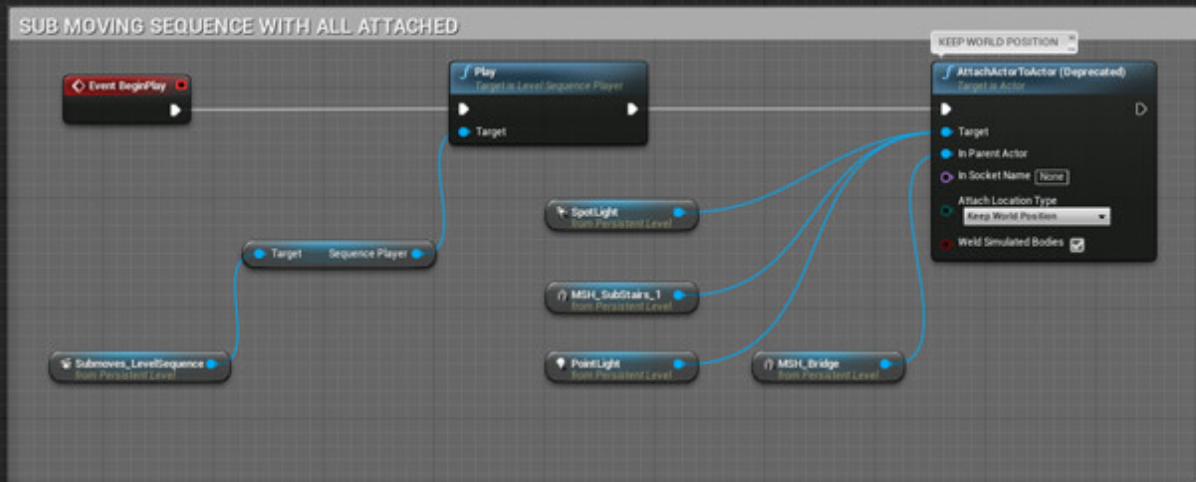 SUB MOVING SEQUENCE WITH ALL ATTACHED
KEEP WORLD POSITION
Event BeginPlay
Play
Target is Level Sequence Player
Target
AttachActorToActor (Deprecated)
Target is Actor
Target
In Parent Actor
In Socket Name None
Attach Location Type
Keep World Position
Weld Simulated Bodies
SpotLight
from Persistent Level
Target Sequence Player
MSH_SubStairs_1
from Persistent Level
Submoves_LevelSequence
from Persistent Level
PointLight
from Persistent Level
MSH_Bridge
from Persistent Level